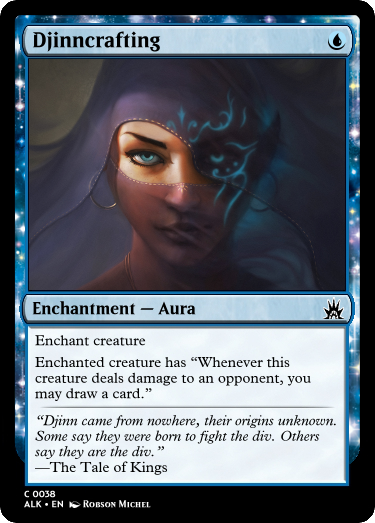 Djinncrafting
Enchantment — Aura
Enchant creature
Enchanted creature has “Whenever this
creature deals damage to an opponent, you
may draw a card.”
“Djinn came from nowhere, their origins unknown.
Some say they were born to fight the div. Others
say they are the div.”
—The Tale of Kings
C 0038
ALK • EN Robson Michel